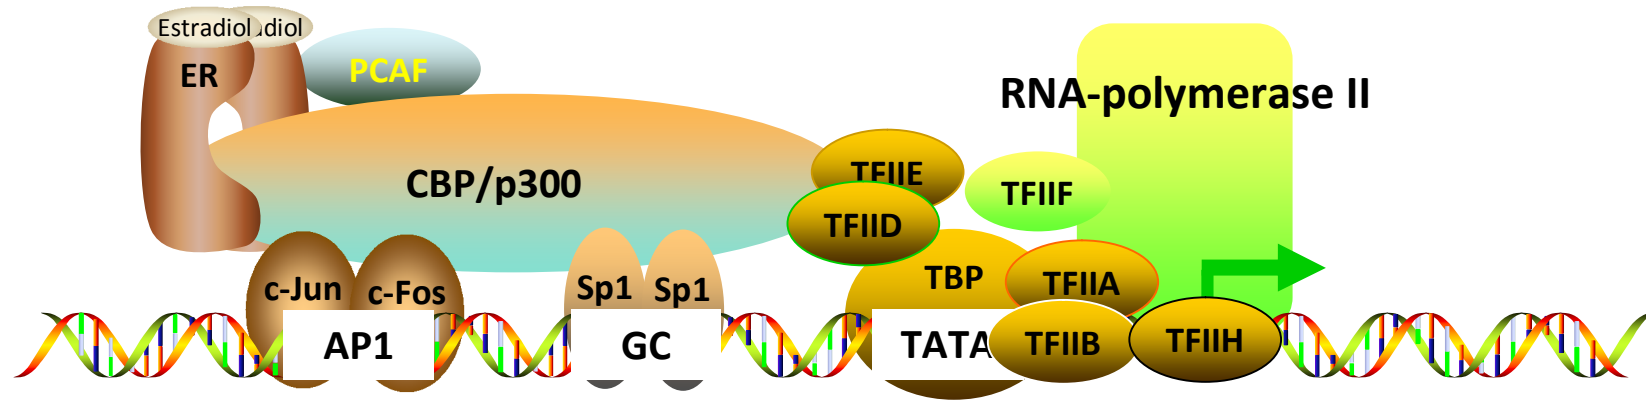 Estradiol
diol
ER
PCAF
RNA-polymerase II
CBP/p300
TFIIE
TFIIF
TFIID
c-Jun
c-Fos
Sp1
Sp1
TBP
TFIIA
AP1
GC
TATA
TFIIB
TFIIH